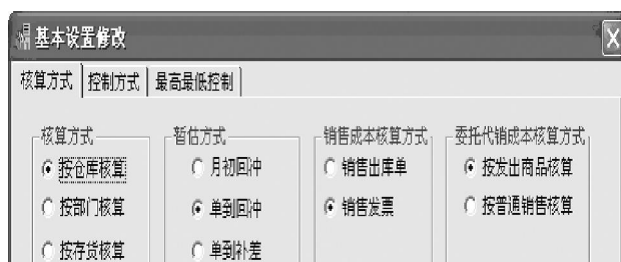 基本设置修改
核算方式 控制方式 最高最低控制
核算方式 暂估方式 销售成本核算方式 委托代销成本核算方式
按仓库核算 月初回冲 销售出库单 按发出商品核算
按部门核算 单到回冲 销售发票 按普通销售核算
按存货核算 单到补差